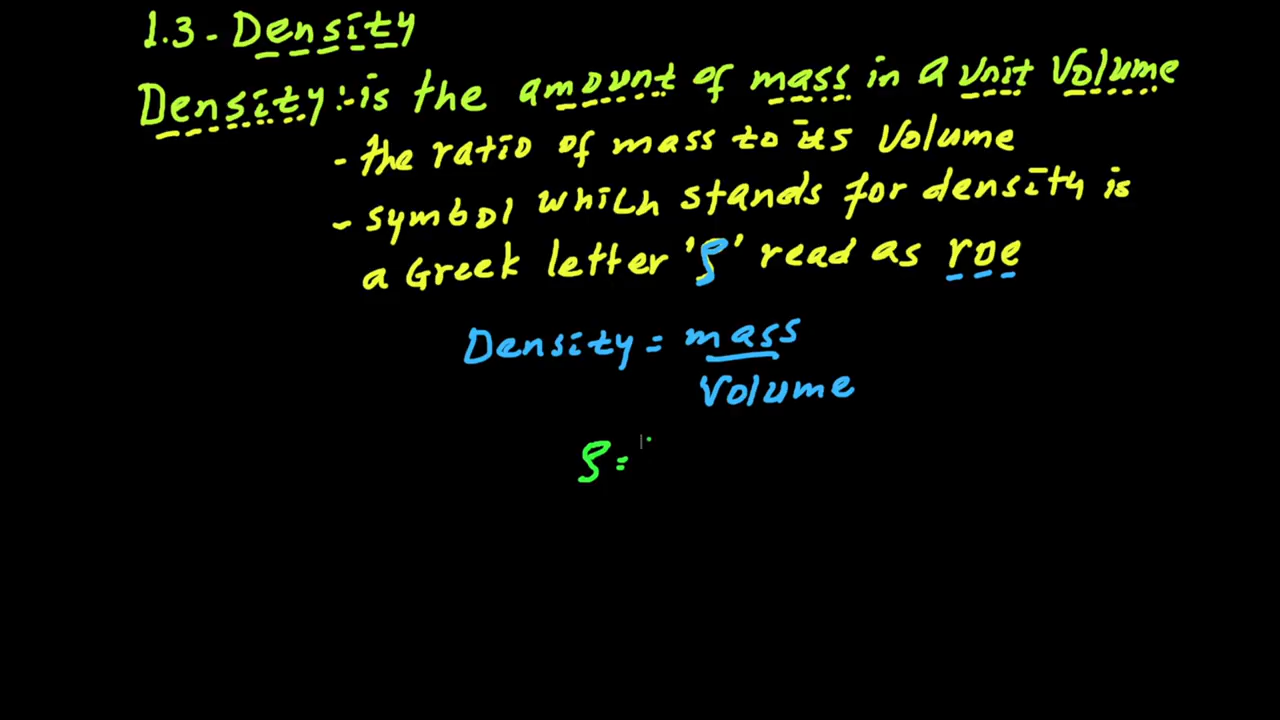 1.3 - Density
Density :- is the amount of mass in a unit Volume
- the ratio of mass to its Volume
- symbol which stands for density is
a Greek letter 'ρ' read as roe
Density = mass
Volume
ρ =